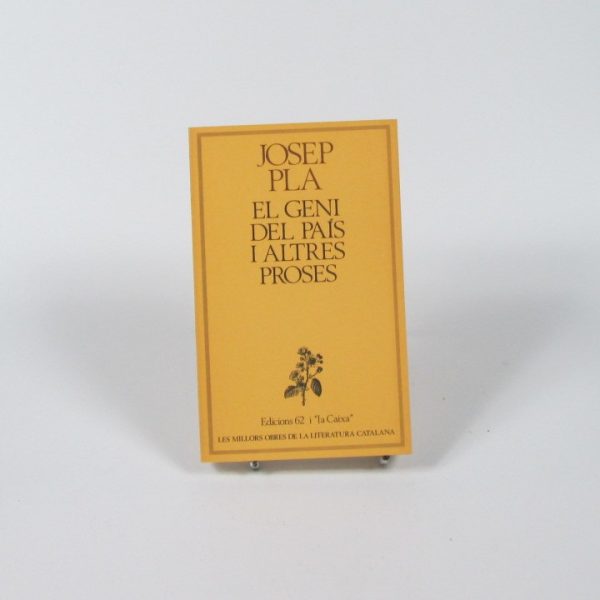 JOSEP
PLA
EL GENI
DEL PAÍS
I ALTRES
PROSES
Edicions 62 i "la Caixa"
LES MILLORS OBRES DE LA LITERATURA CATALANA